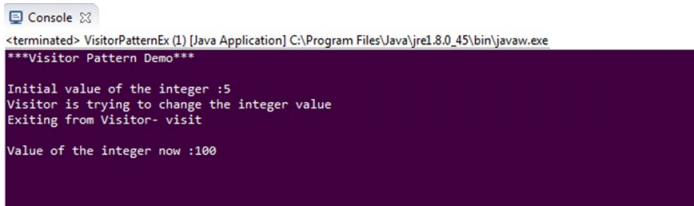 Console
<terminated> VisitorPatternEx (1) [Java Application] C:\Program Files\Java\jre1.8.0_45\bin\javaw.exe
***Visitor Pattern Demo***
Initial value of the integer :5
Visitor is trying to change the integer value
Exiting from Visitor- visit
Value of the integer now :100